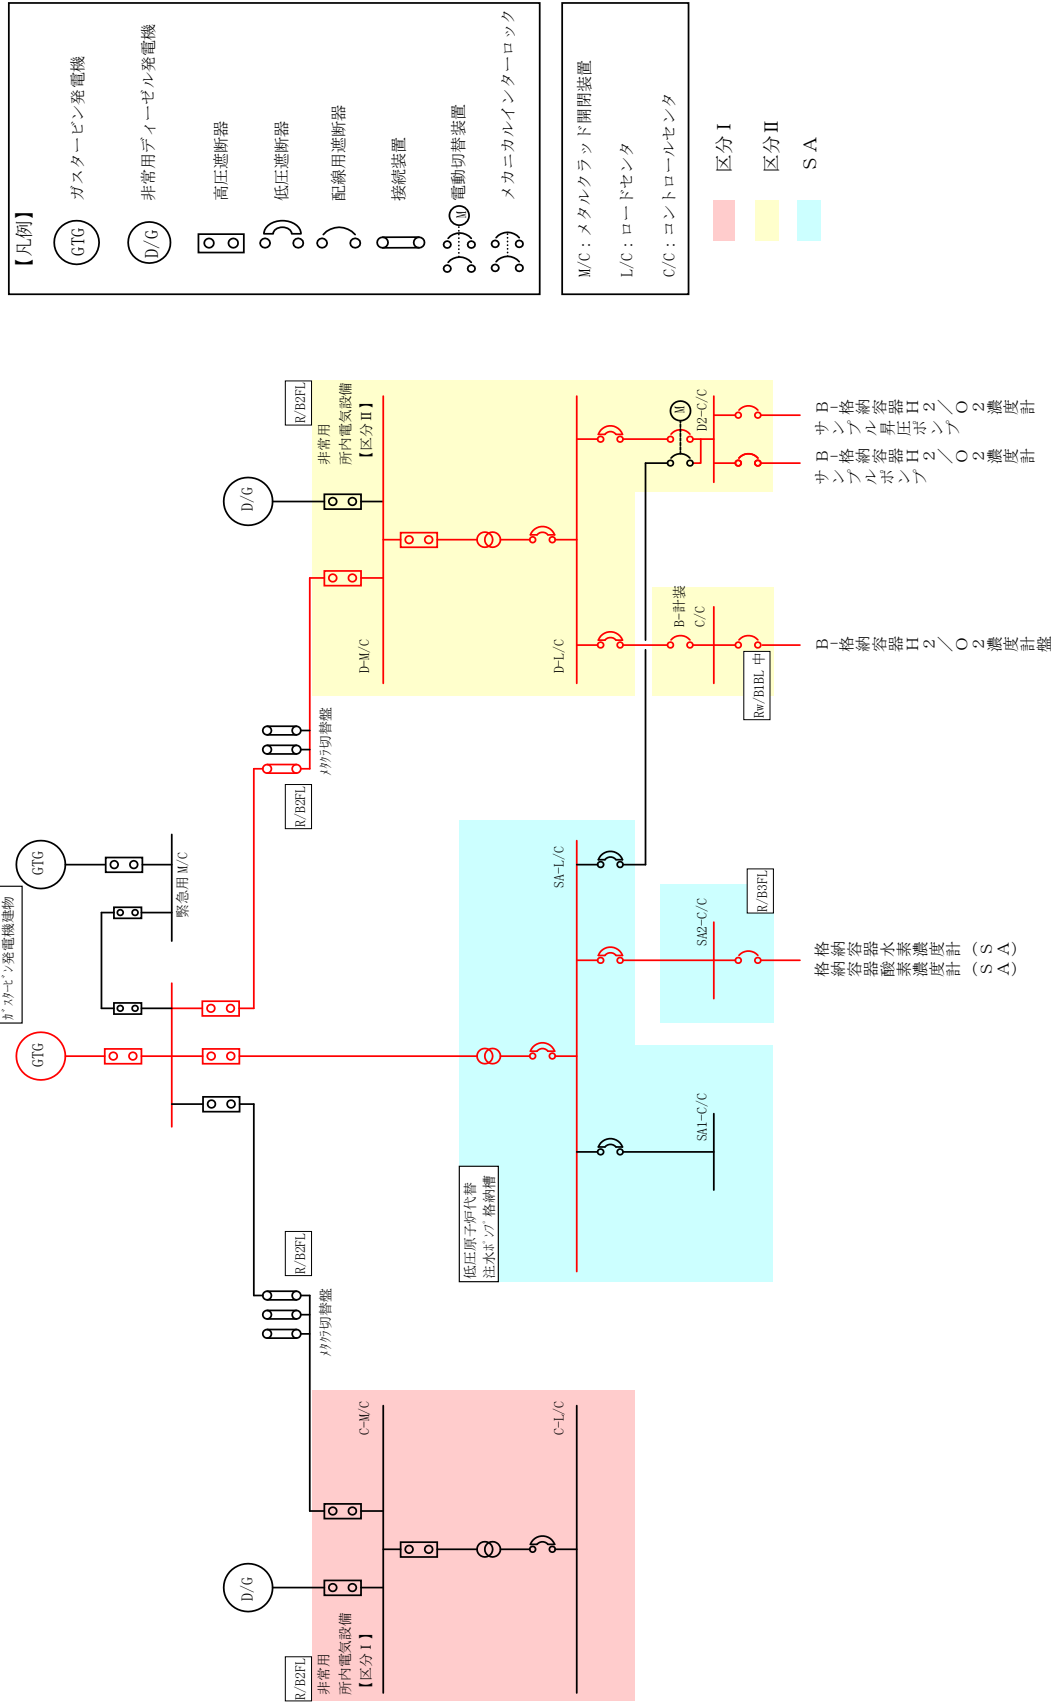 【凡例】
GTG
ガスタービン発電機
D/G
非常用ディーゼル発電機
高圧遮断器
低圧遮断器
配線用遮断器
接続装置
M
電動切替装置
メカニカルインターロック
M/C：メタルクラッド開閉装置
L/C：ロードセンタ
C/C：コントロールセンタ
区分Ⅰ
区分Ⅱ
ＳＡ
ｶﾞｽﾀｰﾋﾞﾝ発電機建物
GTG
GTG
緊急用M/C
R/B2FL
ﾒﾀｸﾗ切替盤
R/B2FL
ﾒﾀｸﾗ切替盤
R/B2FL
非常用
所内電気設備
【区分Ⅰ】
D/G
C-M/C
C-L/C
低圧原子炉代替
注水ﾎﾟﾝﾌﾟ格納槽
SA-L/C
SA1-C/C
SA2-C/C
R/B3FL
格納容器水素濃度計（ＳＡ）
格納容器酸素濃度計（ＳＡ）
R/B2FL
非常用
所内電気設備
【区分Ⅱ】
D/G
D-M/C
D-L/C
B-計装
C/C
Rw/B1BL 中
M
D2-C/C
Ｂ-格納容器Ｈ２／Ｏ２濃度計盤
Ｂ-格納容器Ｈ２／Ｏ２濃度計
サンプルポンプ
Ｂ-格納容器Ｈ２／Ｏ２濃度計
サンプル昇圧ポンプ